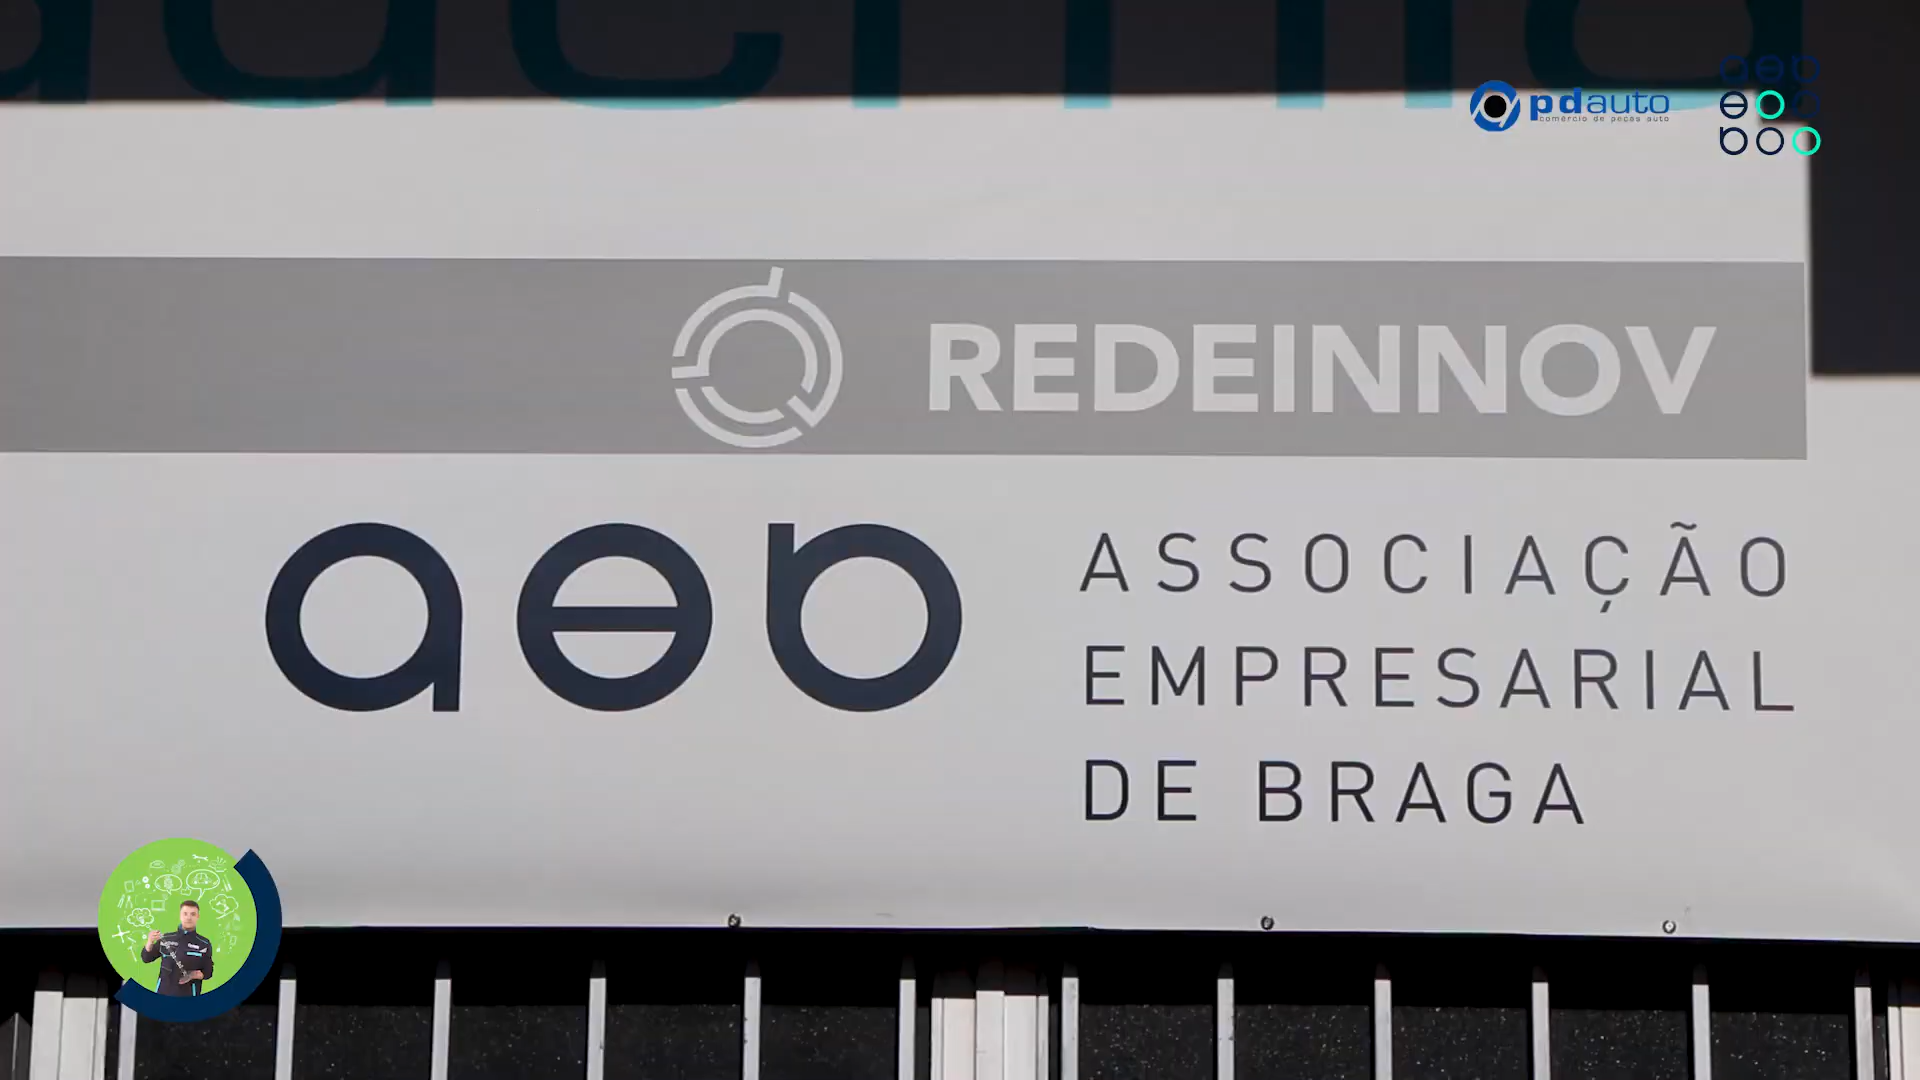 pdauto
comércio de peças auto
aeb
REDEINNOV
aeb
ASSOCIAÇÃO
EMPRESARIAL
DE BRAGA